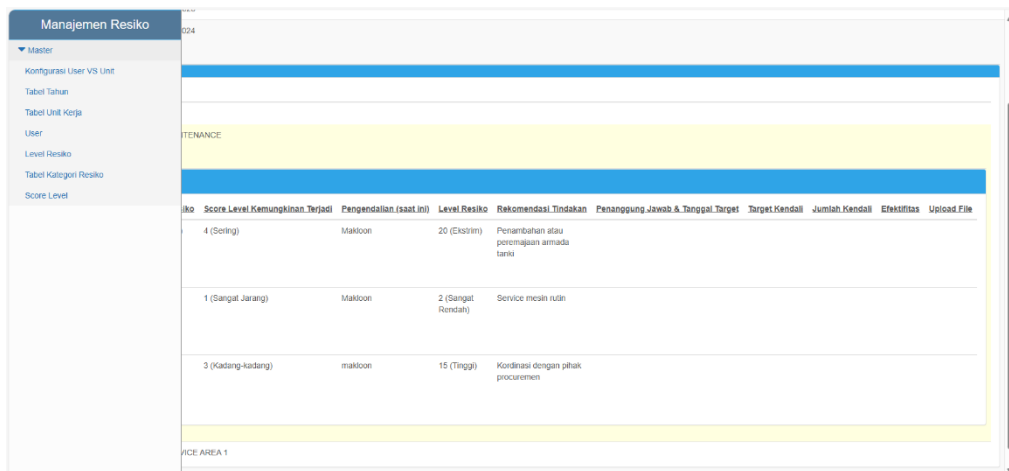 Manajemen Resiko
2024
Master
Konfigurasi User VS Unit
Tabel Tahun
Tabel Unit Kerja
User
Level Resiko
Tabel Kategori Resiko
Score Level
TENANCE
iko Score Level Kemungkinan Terjadi Pengendalian (saat ini) Level Resiko Rekomendasi Tindakan Penanggung Jawab & Tanggal Target Target Kendali Jumlah Kendali Efektifitas Upload File
4 (Sering) Makloon 20 (Ekstrim) Penambahan atau
peremajaan armada
tanki
1 (Sangat Jarang) Makloon 2 (Sangat Service mesin rutin
Rendah)
3 (Kadang-kadang) makloon 15 (Tinggi) Kordinasi dengan pihak
procuremen
VICE AREA 1